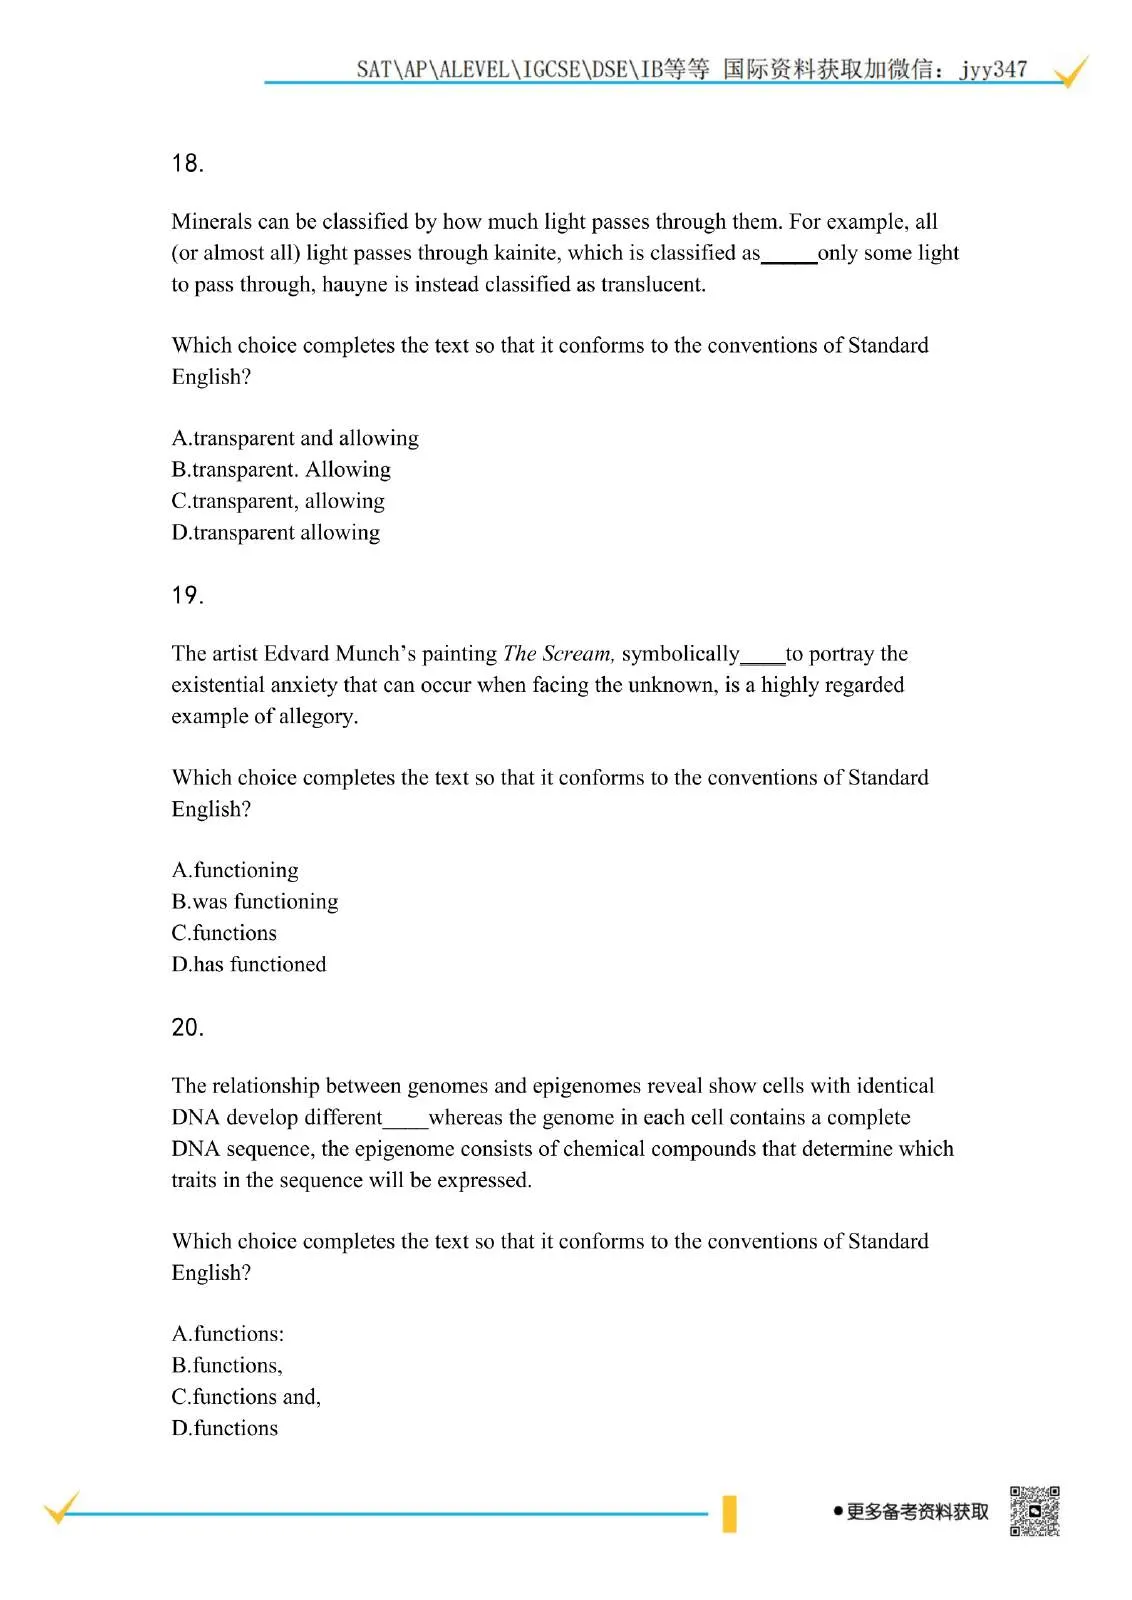 SAT\AP\ALEVEL\IGCSE\DSE\IB等等 国际资料获取加微信：jyy347
18.
Minerals can be classified by how much light passes through them. For example, all
(or almost all) light passes through kainite, which is classified as_____only some light
to pass through, hauyne is instead classified as translucent.
Which choice completes the text so that it conforms to the conventions of Standard
English?
A.transparent and allowing
B.transparent. Allowing
C.transparent, allowing
D.transparent allowing
19.
The artist Edvard Munch’s painting The Scream, symbolically____to portray the
existential anxiety that can occur when facing the unknown, is a highly regarded
example of allegory.
Which choice completes the text so that it conforms to the conventions of Standard
English?
A.functioning
B.was functioning
C.functions
D.has functioned
20.
The relationship between genomes and epigenomes reveal show cells with identical
DNA develop different____whereas the genome in each cell contains a complete
DNA sequence, the epigenome consists of chemical compounds that determine which
traits in the sequence will be expressed.
Which choice completes the text so that it conforms to the conventions of Standard
English?
A.functions:
B.functions,
C.functions and,
D.functions
●更多备考资料获取